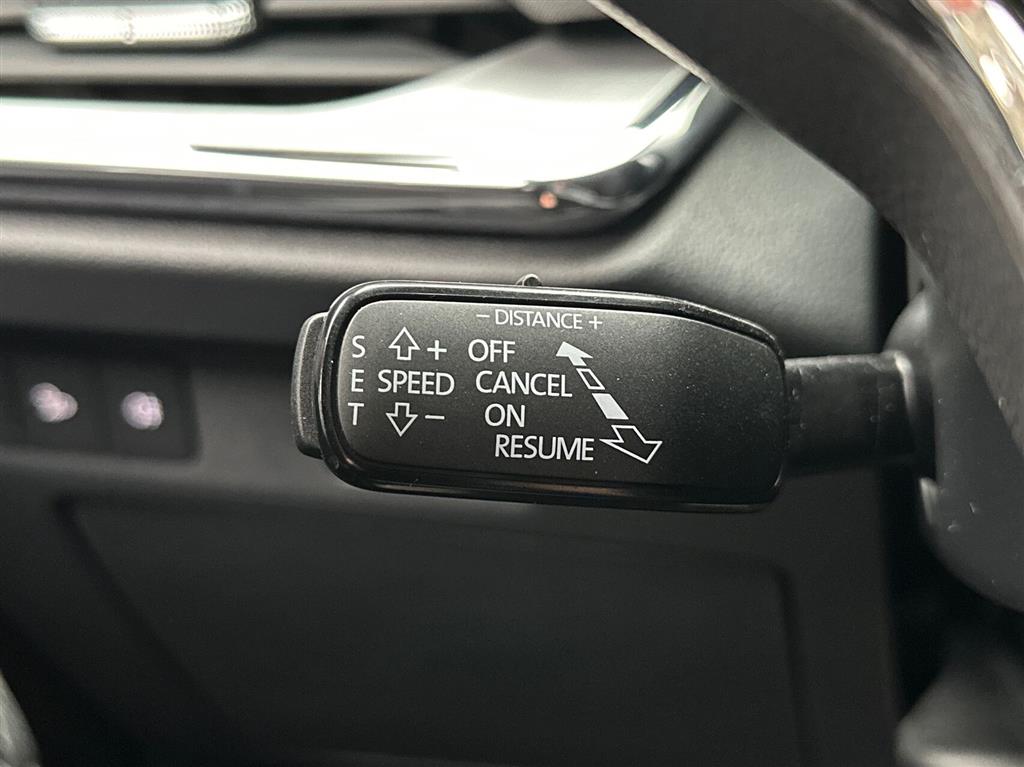 − DISTANCE +
S + OFF
E SPEED CANCEL
T − ON
RESUME